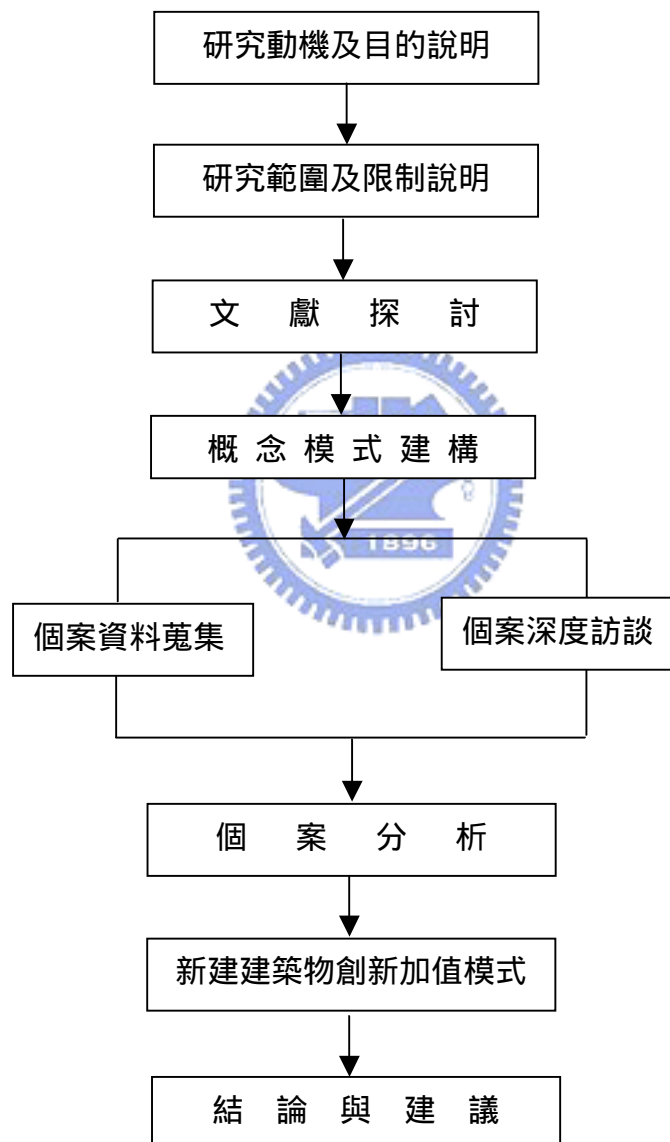 研究動機及目的說明
研究範圍及限制說明
文獻探討
概念模式建構
1896
個案資料蒐集
個案深度訪談
個案分析
新建建築物創新加值模式
結論與建議